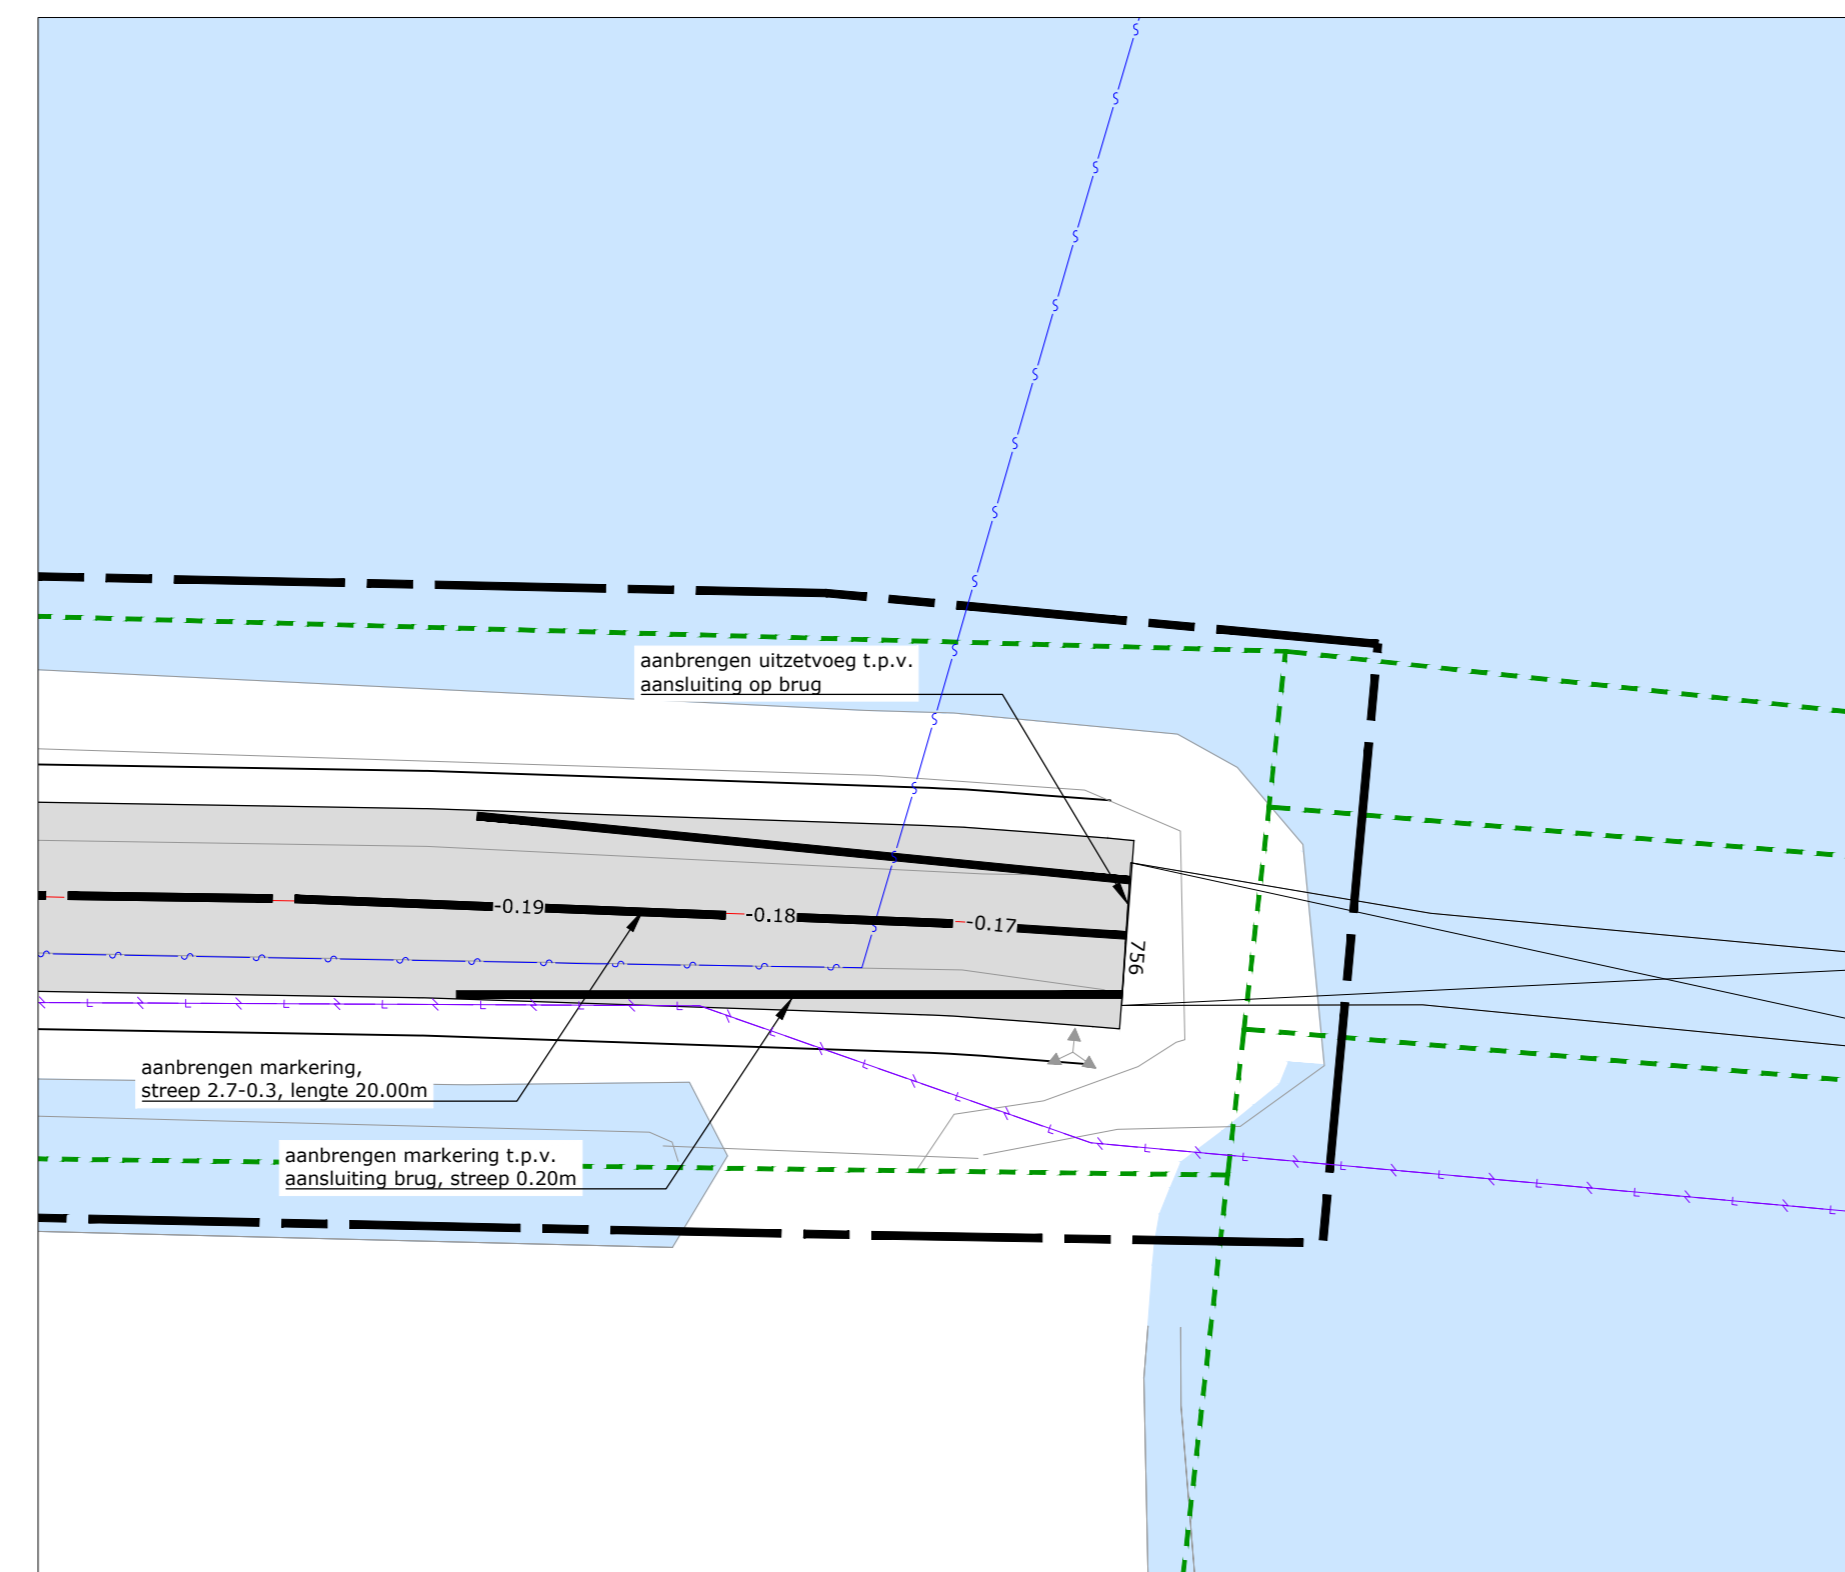 aanbrengen uitzetvoeg t.p.v.
aansluiting op brug
-0.19
-0.18
-0.17
756
aanbrengen markering,
streep 2.7-0.3, lengte 20.00m
aanbrengen markering t.p.v.
aansluiting brug, streep 0.20m